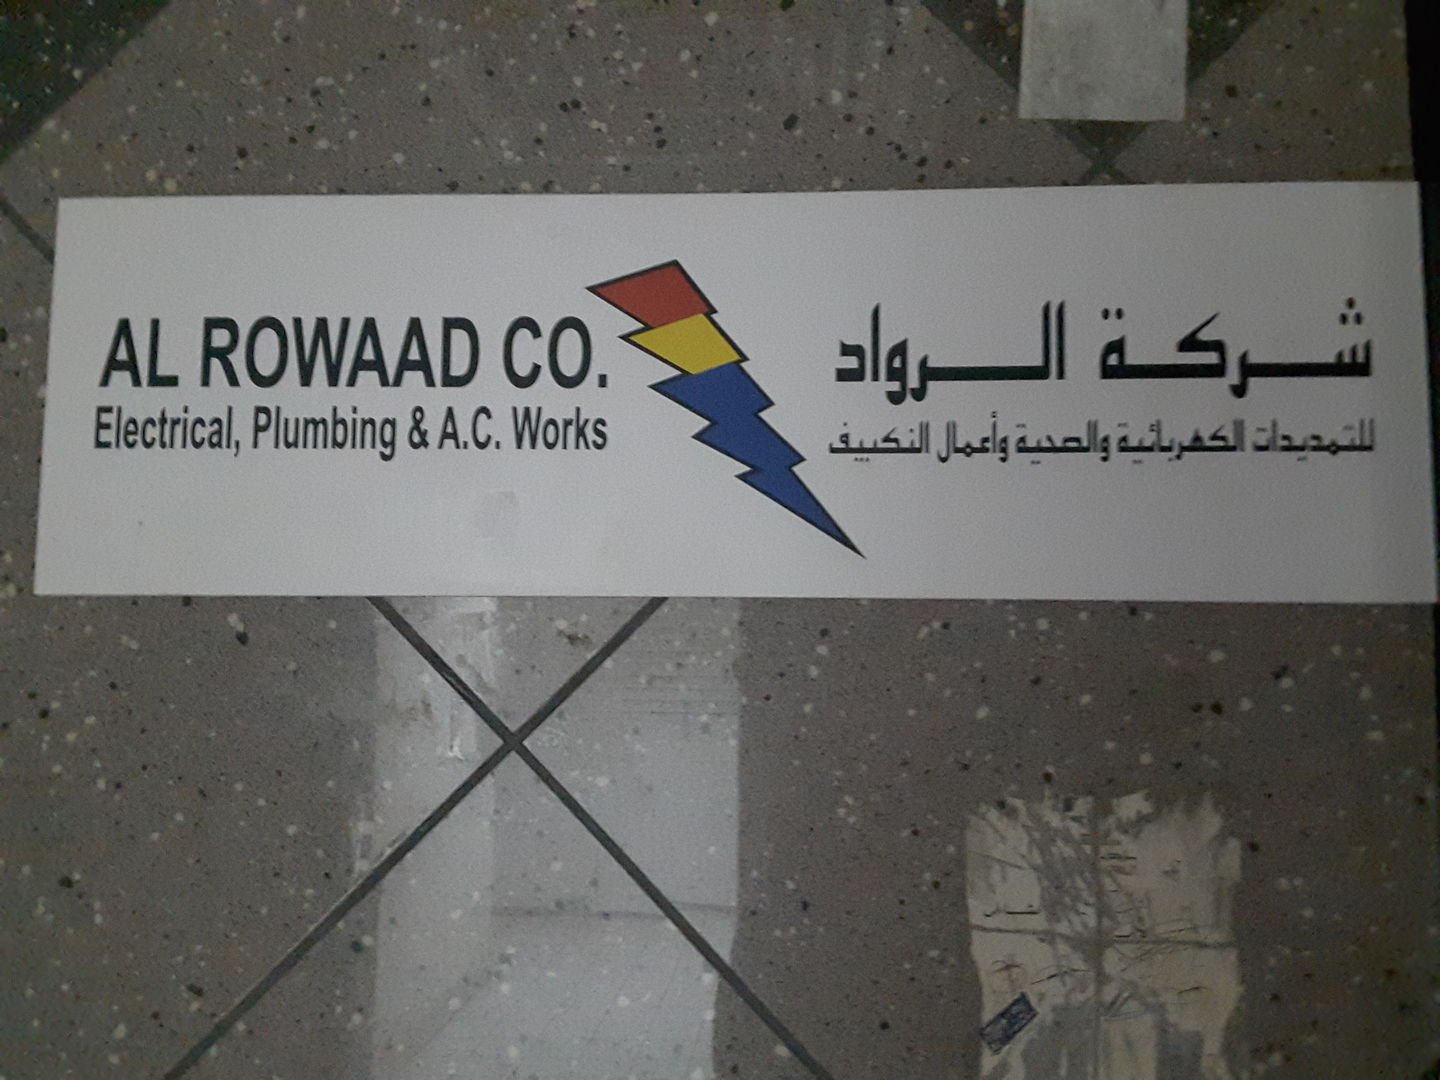 AL ROWAAD CO.
Electrical, Plumbing & A.C. Works
شركة الرواد
للتمديدات الكهربائية والصحية وأعمال التكييف